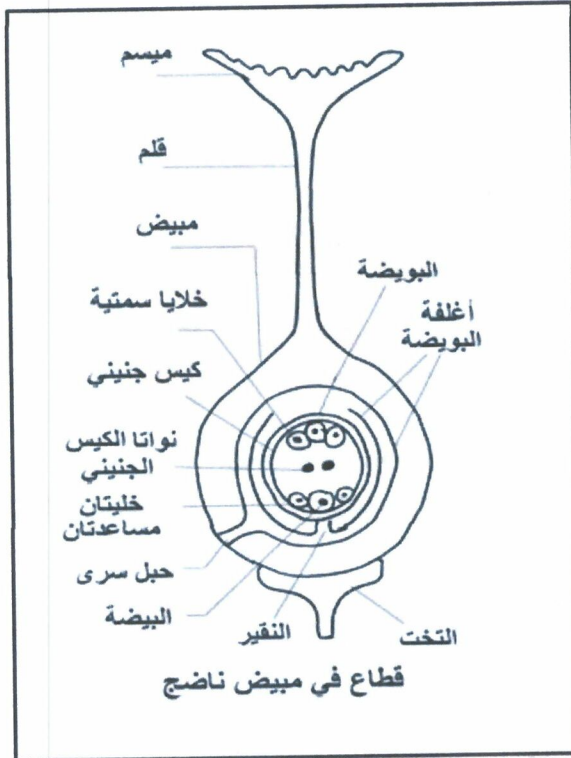 ميسم
قلم
مبيض
البويضة
خلايا سمتية
أغلفة
البويضة
كيس جنيني
نواتا الكيس
الجنيني
خليتان
مساعدتان
حبل سرى
البيضة
النقير
التخت
قطاع في مبيض ناضج